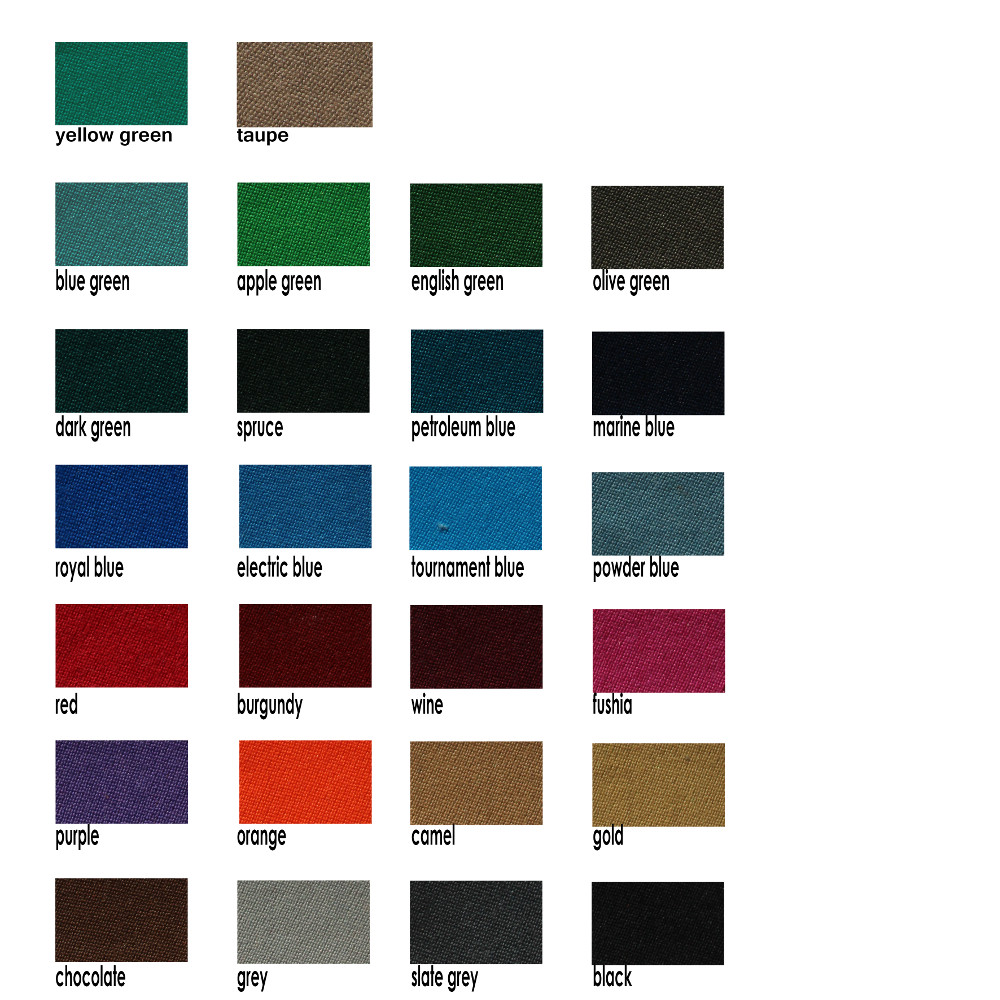 yellow green
taupe
blue green
apple green
english green
olive green
dark green
spruce
petroleum blue
marine blue
royal blue
electric blue
tournament blue
powder blue
red
burgundy
wine
fushia
purple
orange
camel
gold
chocolate
grey
slate grey
black